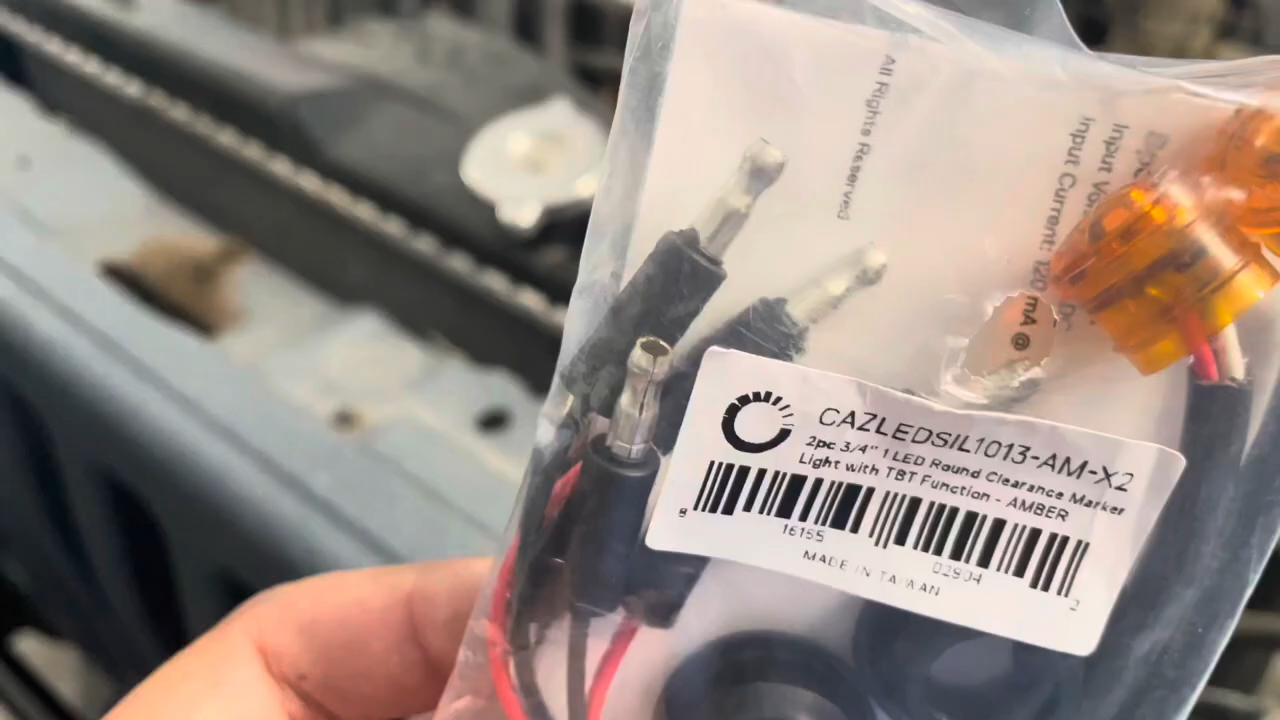 All Rights Reserved
Input
Input Current: 120 mA @
CAZLEDSIL1013-AM-X2
2pc 3/4" 1 LED Round Clearance Marker
Light with TBT Function - AMBER
8 16155 02904 2
MADE IN TAIWAN